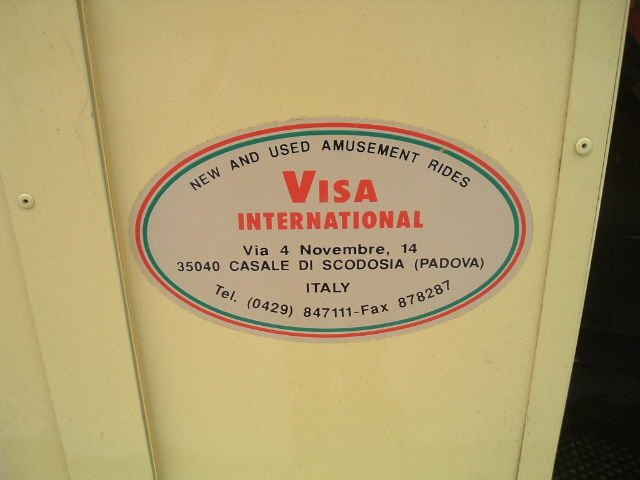 NEW AND USED AMUSEMENT RIDES
VISA
INTERNATIONAL
Via 4 Novembre, 14
35040 CASALE DI SCODOSIA (PADOVA)
ITALY
Tel. (0429) 847111-Fax 878287